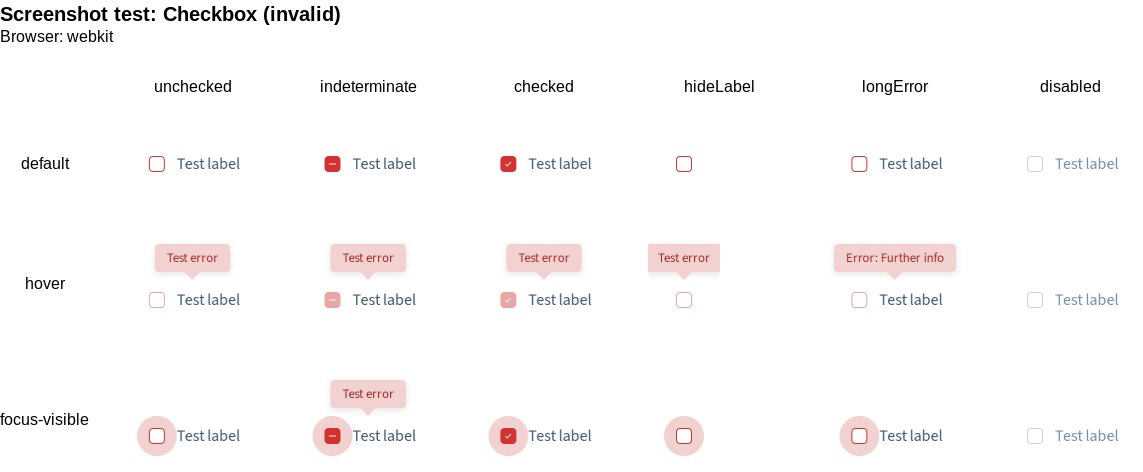 Screenshot test: Checkbox (invalid)
Browser: webkit
unchecked indeterminate checked hideLabel longError disabled
default Test label Test label Test label Test label Test label
Test error Test error Test error Test error Error: Further info
hover Test label Test label Test label Test label Test label
Test error
focus-visible Test label Test label Test label Test label Test label